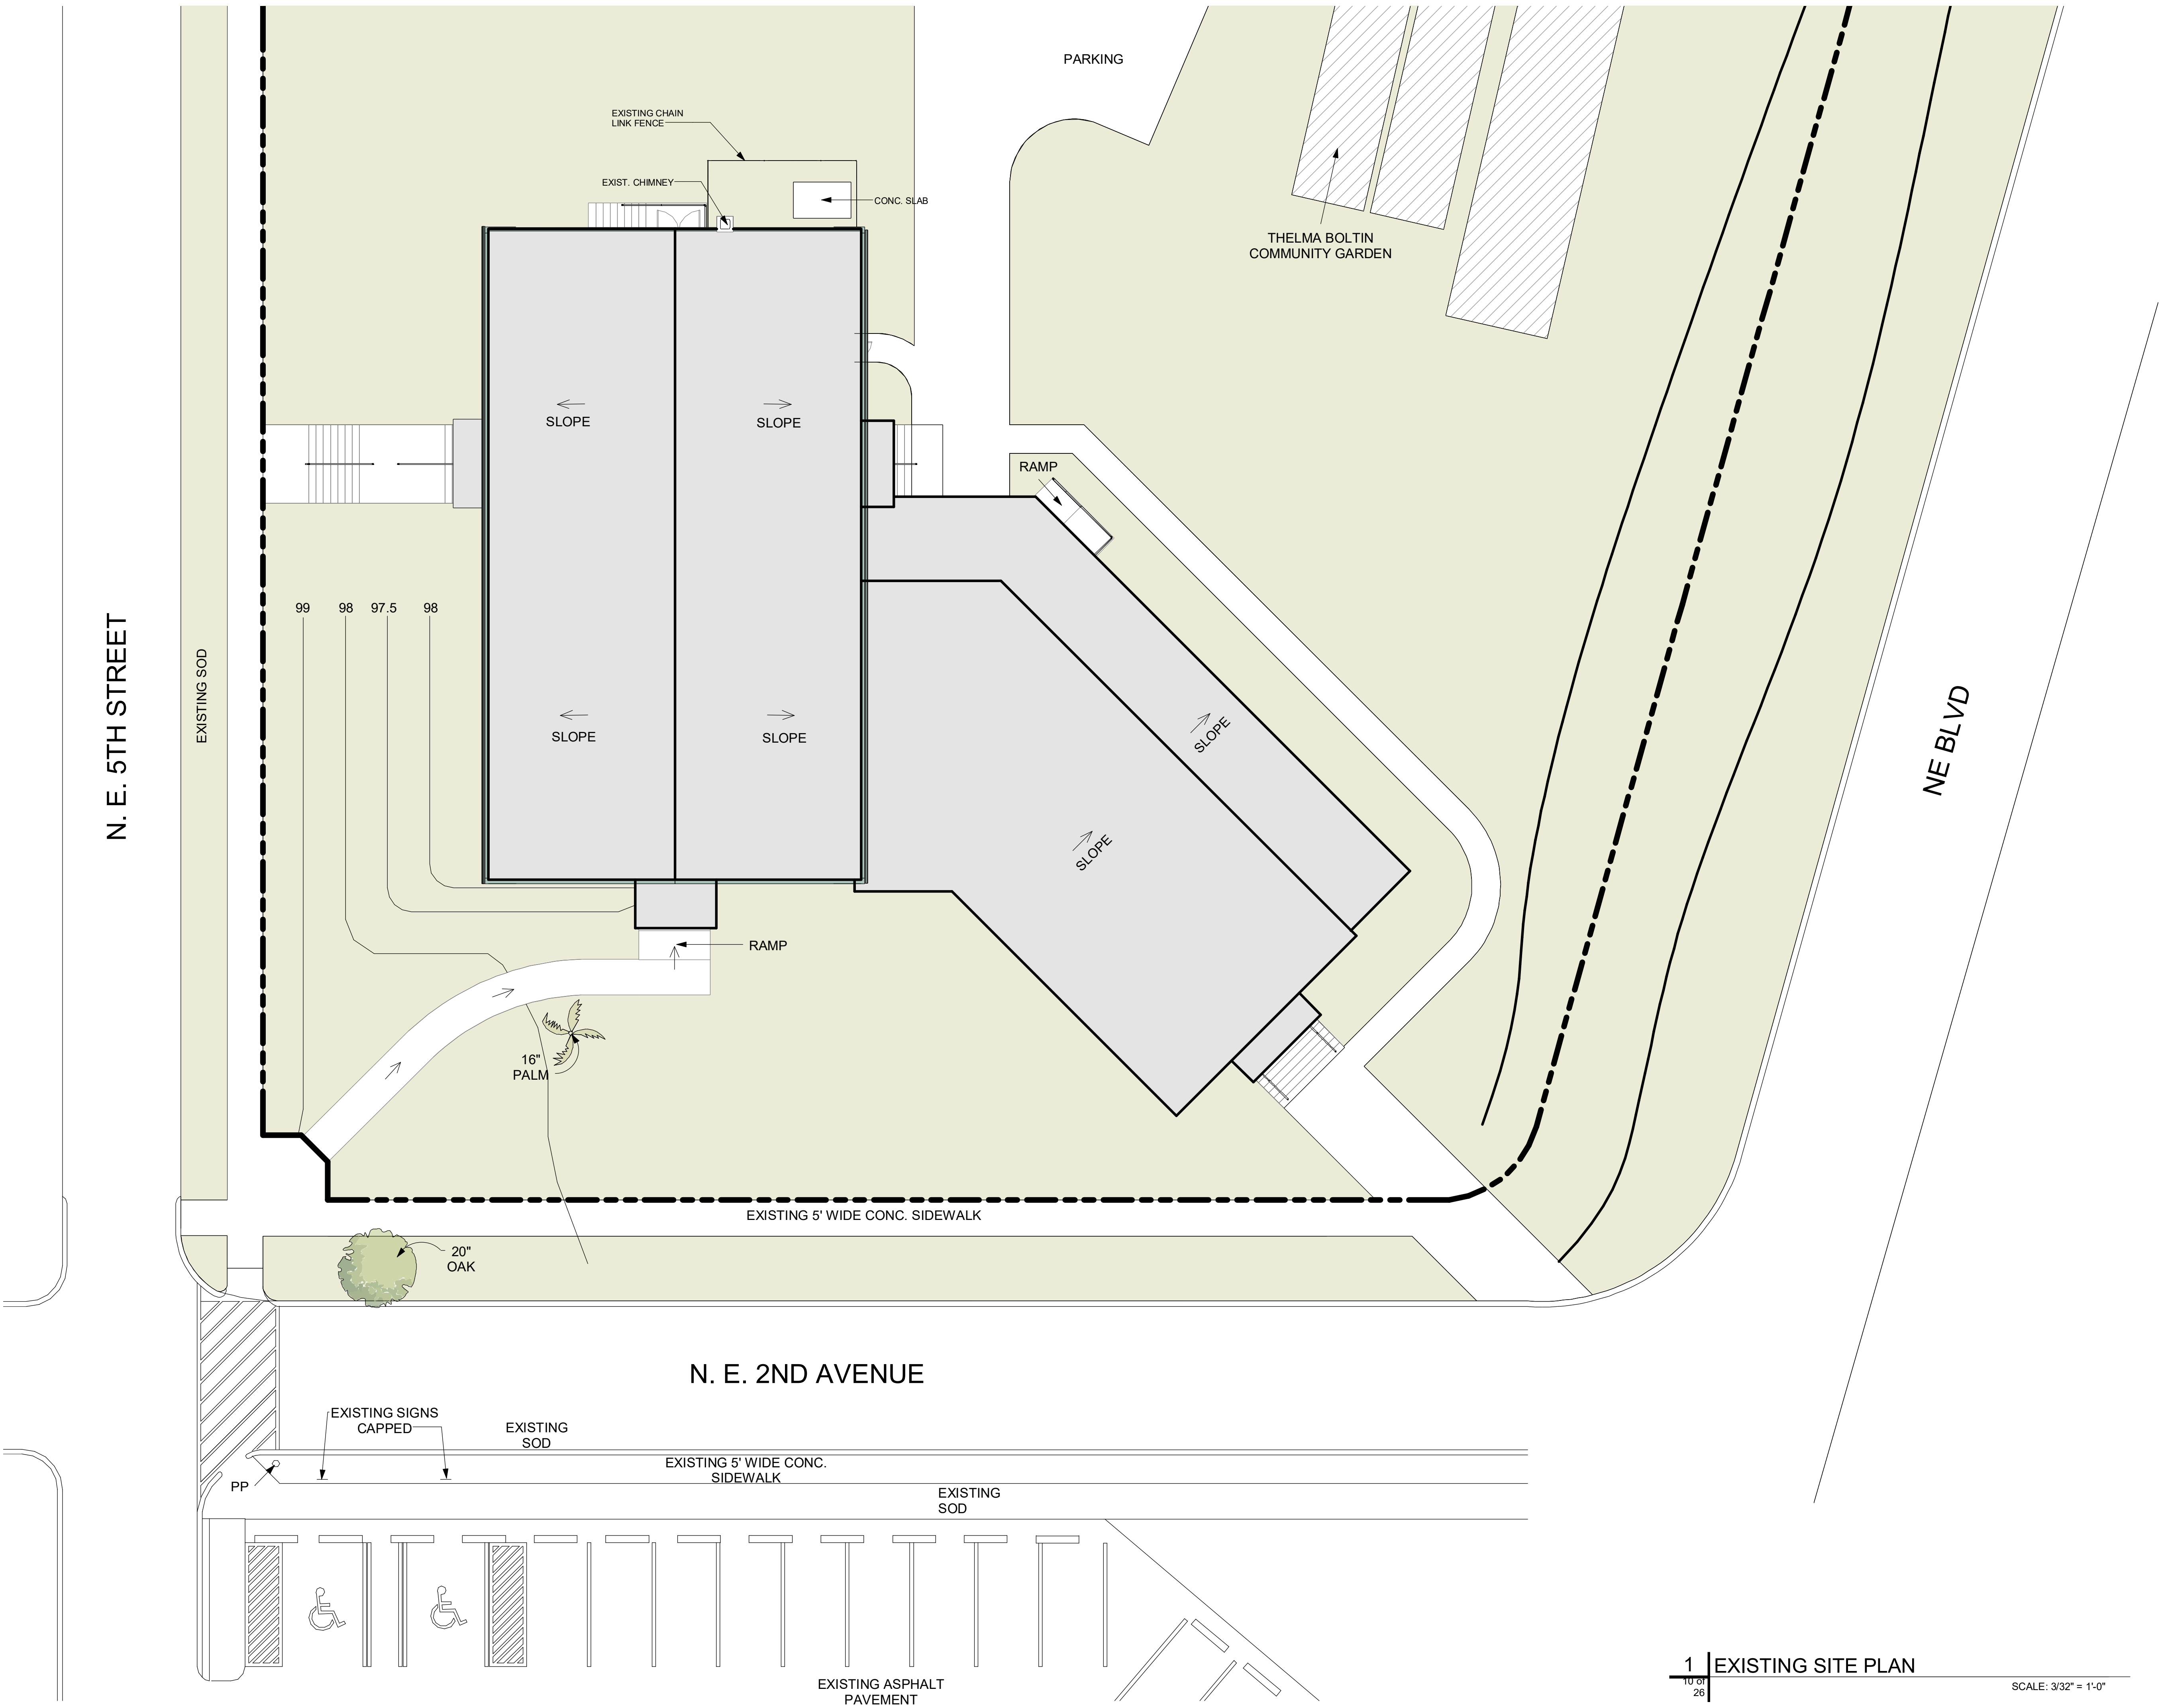 PARKING
EXISTING CHAIN
LINK FENCE
EXIST. CHIMNEY
CONC. SLAB
THELMA BOLTIN
COMMUNITY GARDEN
SLOPE
SLOPE
RAMP
99
98
97.5
98
N. E. 5TH STREET
EXISTING SOD
SLOPE
SLOPE
SLOPE
SLOPE
NE BLVD
RAMP
16"
PALM
EXISTING 5' WIDE CONC. SIDEWALK
20"
OAK
N. E. 2ND AVENUE
EXISTING SIGNS
CAPPED
EXISTING
SOD
EXISTING 5' WIDE CONC.
SIDEWALK
PP
EXISTING
SOD
EXISTING ASPHALT
PAVEMENT
1
10 of
26
EXISTING SITE PLAN
SCALE: 3/32" = 1'-0"